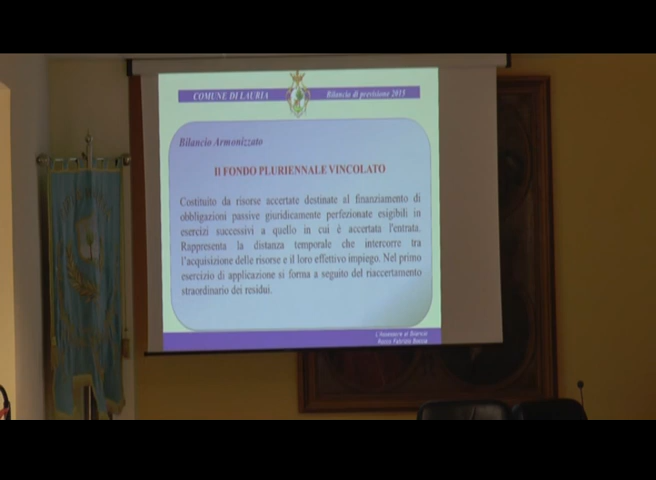 COMUNE DI LAURIA
Bilancio di previsione 2015
Bilancio Armonizzato
Il FONDO PLURIENNALE VINCOLATO
Costituito da risorse accertate destinate al finanziamento di
obbligazioni passive giuridicamente perfezionate esigibili in
esercizi successivi a quello in cui è accertata l'entrata.
Rappresenta la distanza temporale che intercorre tra
l'acquisizione delle risorse e il loro effettivo impiego. Nel primo
esercizio di applicazione si forma a seguito del riaccertamento
straordinario dei residui.
L'Assessore al Bilancio